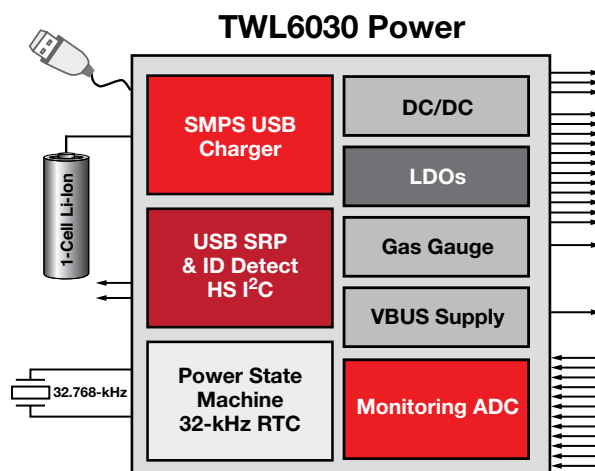 TWL6030 Power
SMPS USB
Charger
DC/DC
LDOs
1-Cell Li-Ion
USB SRP
& ID Detect
HS I²C
Gas Gauge
VBUS Supply
32.768-kHz
Power State
Machine
32-kHz RTC
Monitoring ADC